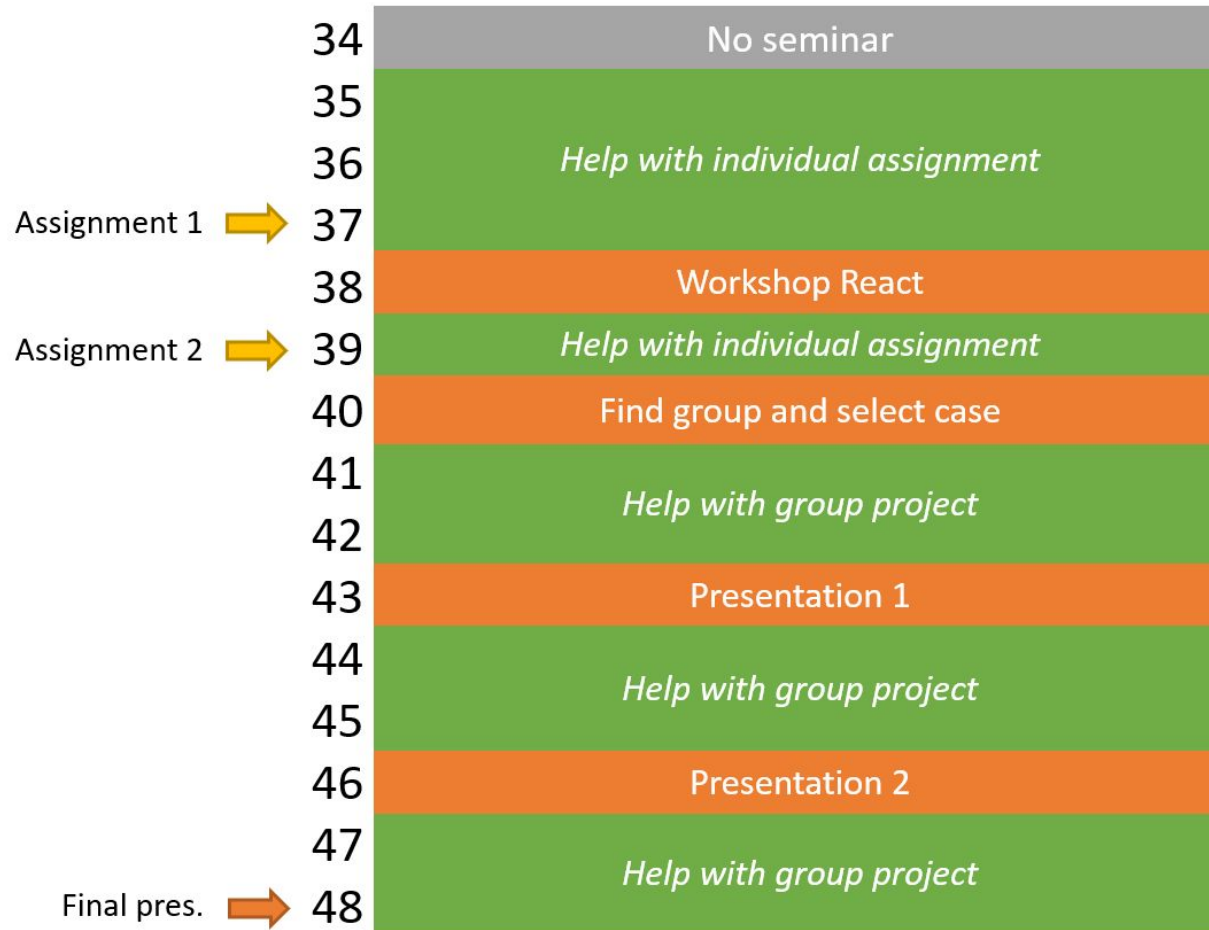 34 No seminar
35
36 Help with individual assignment
Assignment 1 37
38 Workshop React
Assignment 2 39 Help with individual assignment
40 Find group and select case
41
Help with group project
42
43 Presentation 1
44
Help with group project
45
46 Presentation 2
47
Help with group project
Final pres. 48